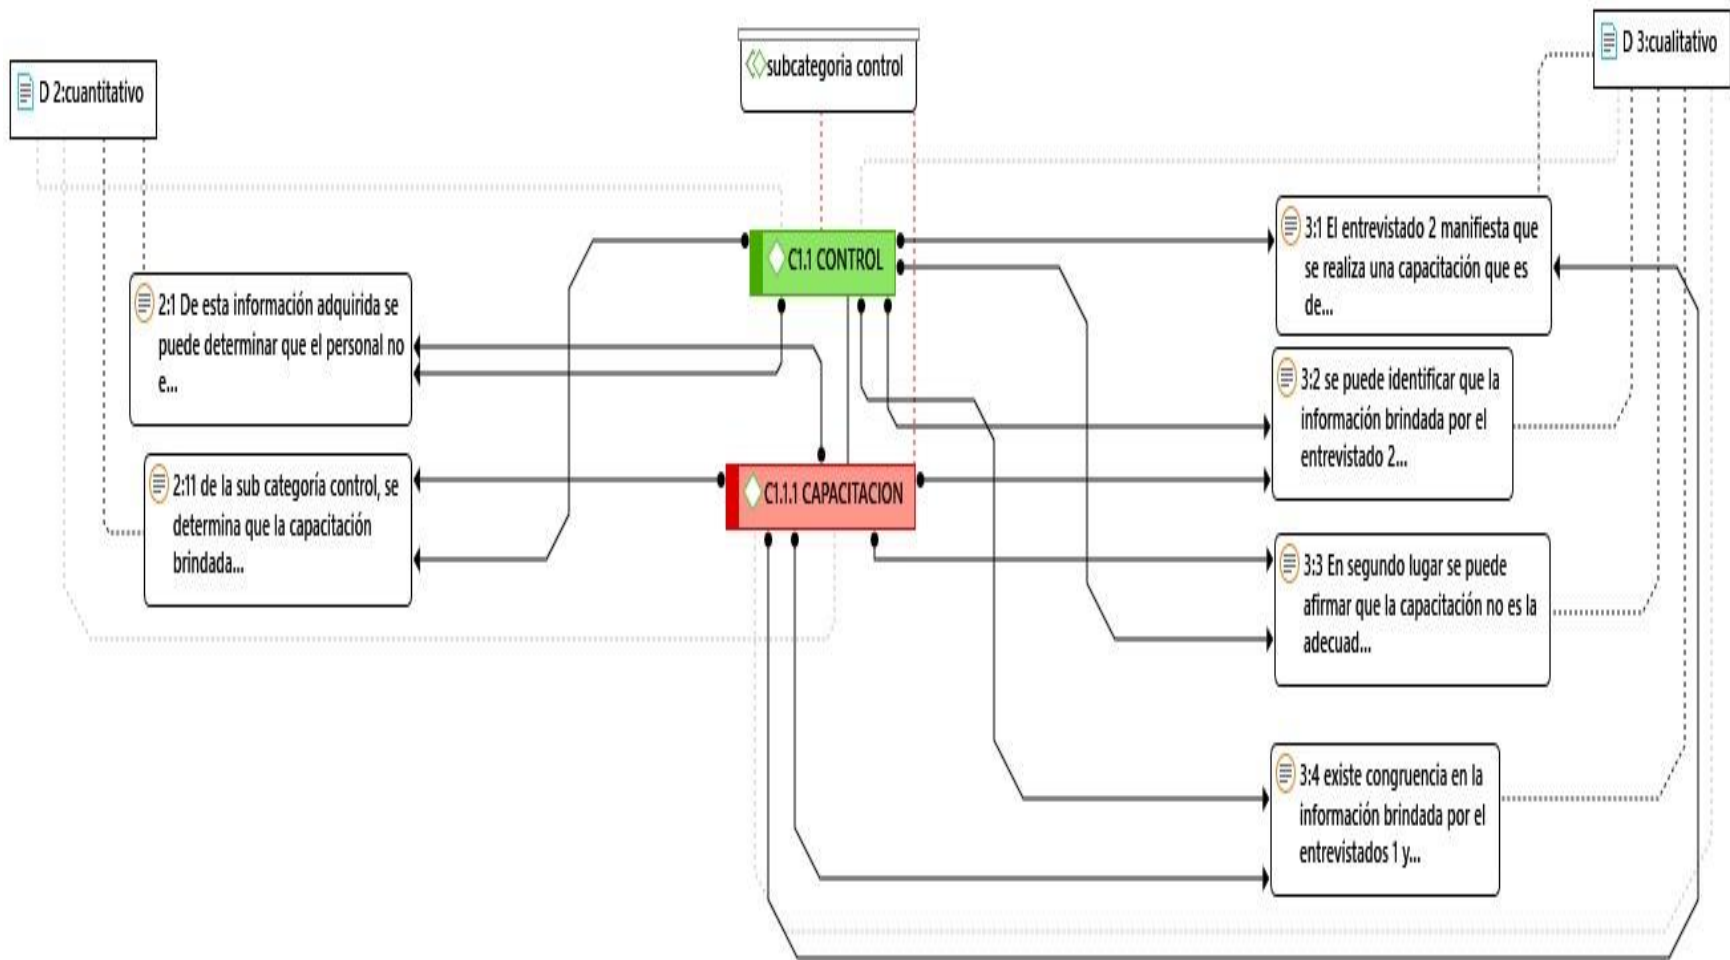 D 2:cuantitativo
subcategoria control
D 3:cualitativo
C1.1 CONTROL
2:1 De esta información adquirida se
puede determinar que el personal no
e...
2:11 de la sub categoría control, se
determina que la capacitación
brindada...
C1.1.1 CAPACITACION
3:1 El entrevistado 2 manifiesta que
se realiza una capacitación que es
de...
3:2 se puede identificar que la
información brindada por el
entrevistado 2...
3:3 En segundo lugar se puede
afirmar que la capacitación no es la
adecuad...
3:4 existe congruencia en la
información brindada por el
entrevistados 1 y...